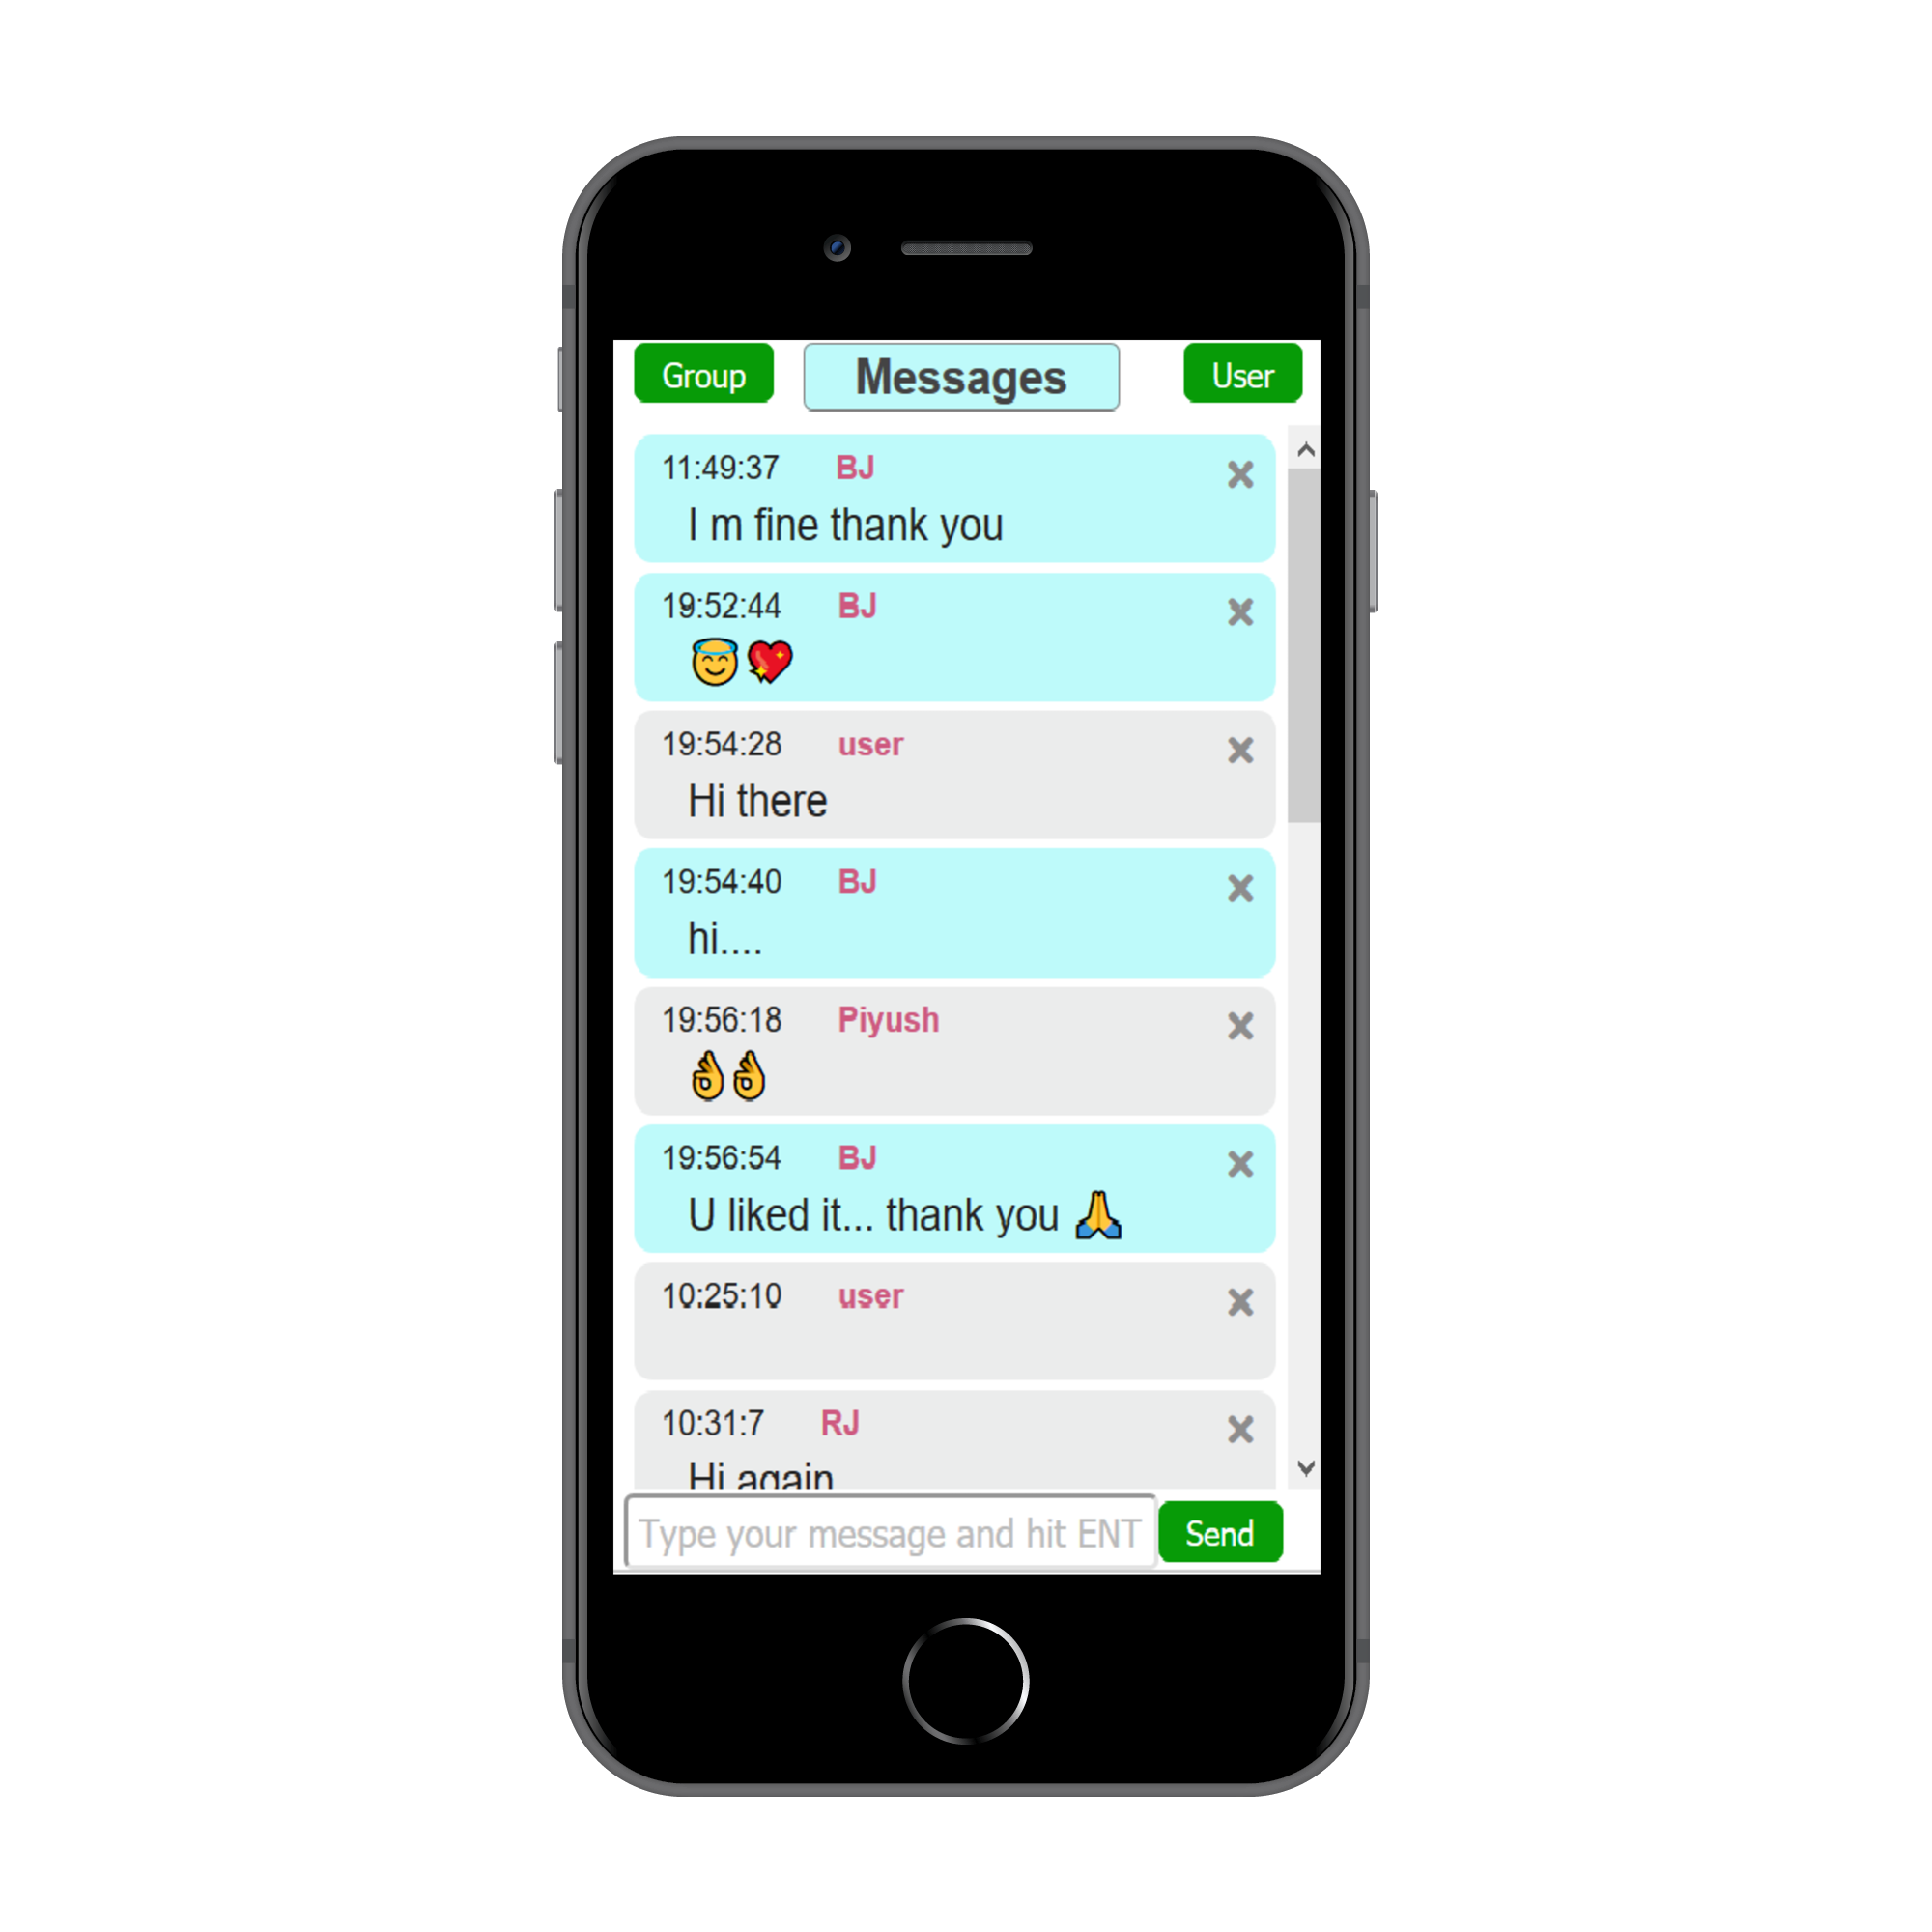 Group Messages User
11:49:37 BJ
I m fine thank you
19:52:44 BJ
😇💖
19:54:28 user
Hi there
19:54:40 BJ
hi....
19:56:18 Piyush
👌👌
19:56:54 BJ
U liked it... thank you 🙏
10:25:10 user
10:31:7 RJ
Hi again
Type your message and hit ENT Send